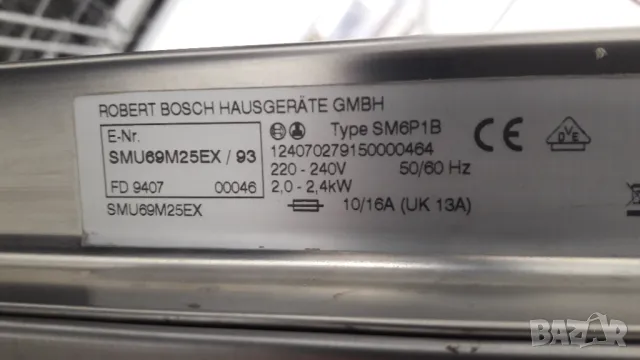 ROBERT BOSCH HAUSGERÄTE GMBH
E-Nr.
SMU69M25EX / 93
FD 9407 00046
SMU69M25EX
Type SM6P1B
124070279150000464
220 - 240V 50/60 Hz
2,0 - 2,4kW
10/16A (UK 13A)
CE
DVE
BAZAR